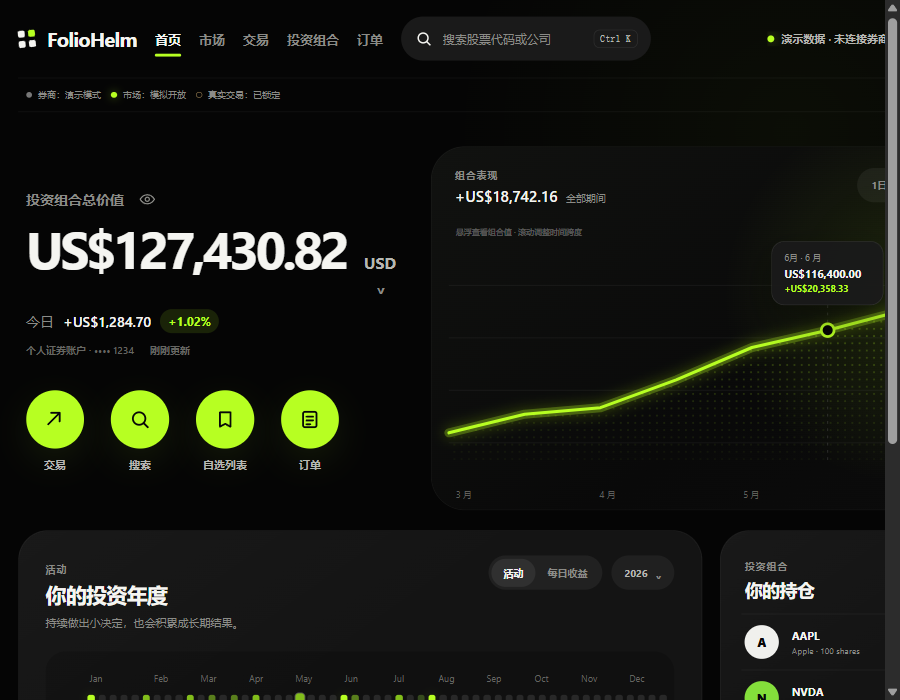 FolioHelm 首页 市场 交易 投资组合 订单 搜索股票代码或公司 Ctrl K 演示数据 · 未连接券商
券商：演示模式 市场：模拟开放 真实交易：已锁定
投资组合总价值
US$127,430.82 USD
今日 +US$1,284.70 +1.02%
个人证券账户 · •••• 1234 刚刚更新
交易 搜索 自选列表 订单
组合表现
+US$18,742.16 全部期间
1日
悬浮查看组合值 · 滚动调整时间跨度
6月 · 6 月
US$116,400.00
+US$20,358.33
3 月 4 月 5 月
活动
你的投资年度
持续做出小决定，也会积累成长期结果。
活动 每日收益 2026
Jan Feb Mar Apr May Jun Jul Aug Sep Oct Nov Dec
投资组合
你的持仓
A AAPL
Apple · 100 shares
N NVDA